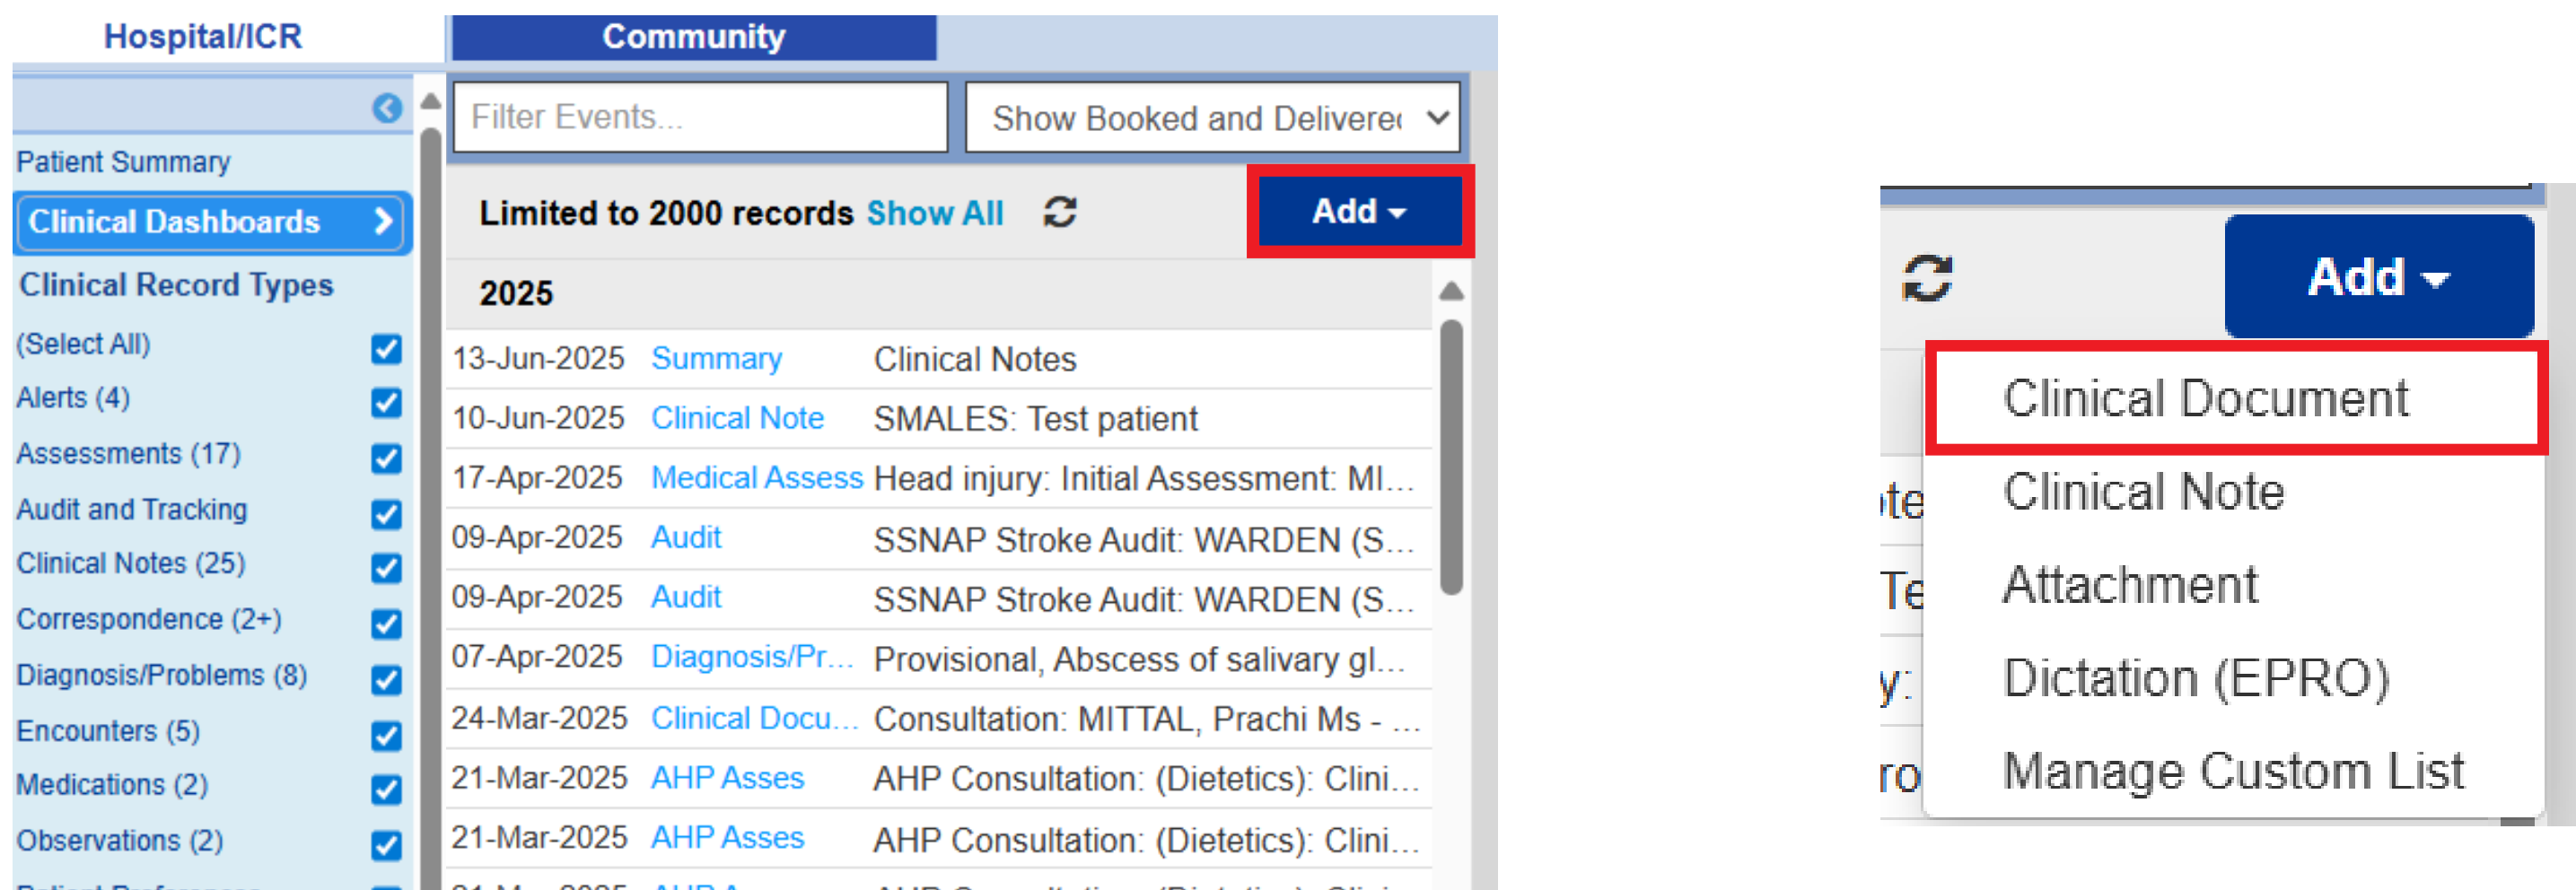 Hospital/ICR
Community
Filter Events...
Show Booked and Delivere
Patient Summary
Clinical Dashboards
Clinical Record Types
(Select All)
Alerts (4)
Assessments (17)
Audit and Tracking
Clinical Notes (25)
Correspondence (2+)
Diagnosis/Problems (8)
Encounters (5)
Medications (2)
Observations (2)
Limited to 2000 records Show All Add
2025
13-Jun-2025 Summary Clinical Notes
10-Jun-2025 Clinical Note SMALES: Test patient
17-Apr-2025 Medical Assess Head injury: Initial Assessment: MI...
09-Apr-2025 Audit SSNAP Stroke Audit: WARDEN (S...
09-Apr-2025 Audit SSNAP Stroke Audit: WARDEN (S...
07-Apr-2025 Diagnosis/Pr... Provisional, Abscess of salivary gl...
24-Mar-2025 Clinical Docu... Consultation: MITTAL, Prachi Ms - ...
21-Mar-2025 AHP Asses AHP Consultation: (Dietetics): Clini...
21-Mar-2025 AHP Asses AHP Consultation: (Dietetics): Clini...
Add
Clinical Document
Clinical Note
Attachment
Dictation (EPRO)
Manage Custom List
ote
Te
y:
ro